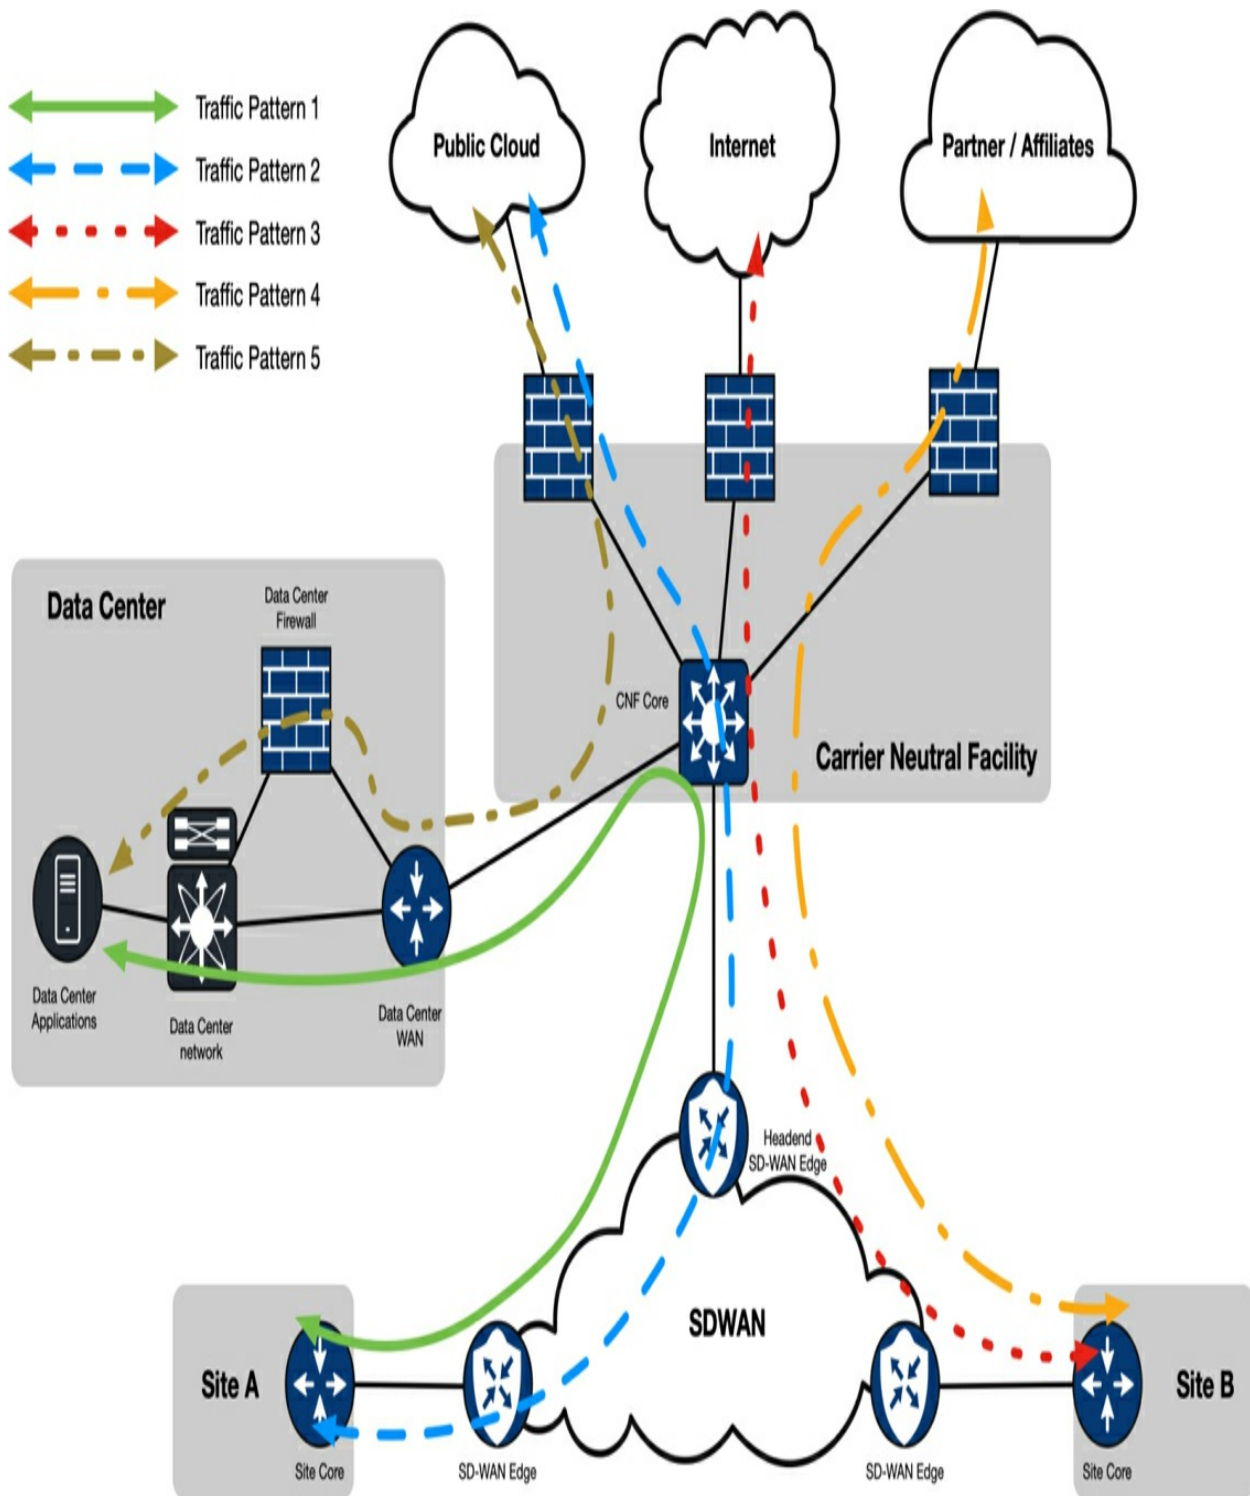 Traffic Pattern 1
Traffic Pattern 2
Traffic Pattern 3
Traffic Pattern 4
Traffic Pattern 5
Public Cloud
Internet
Partner / Affiliates
Data Center
Data Center
Firewall
CNF Core
Carrier Neutral Facility
Data Center
Applications
Data Center
network
Data Center
WAN
Headend
SD-WAN Edge
SDWAN
Site A
Site B
Site Core
SD-WAN Edge
SD-WAN Edge
Site Core